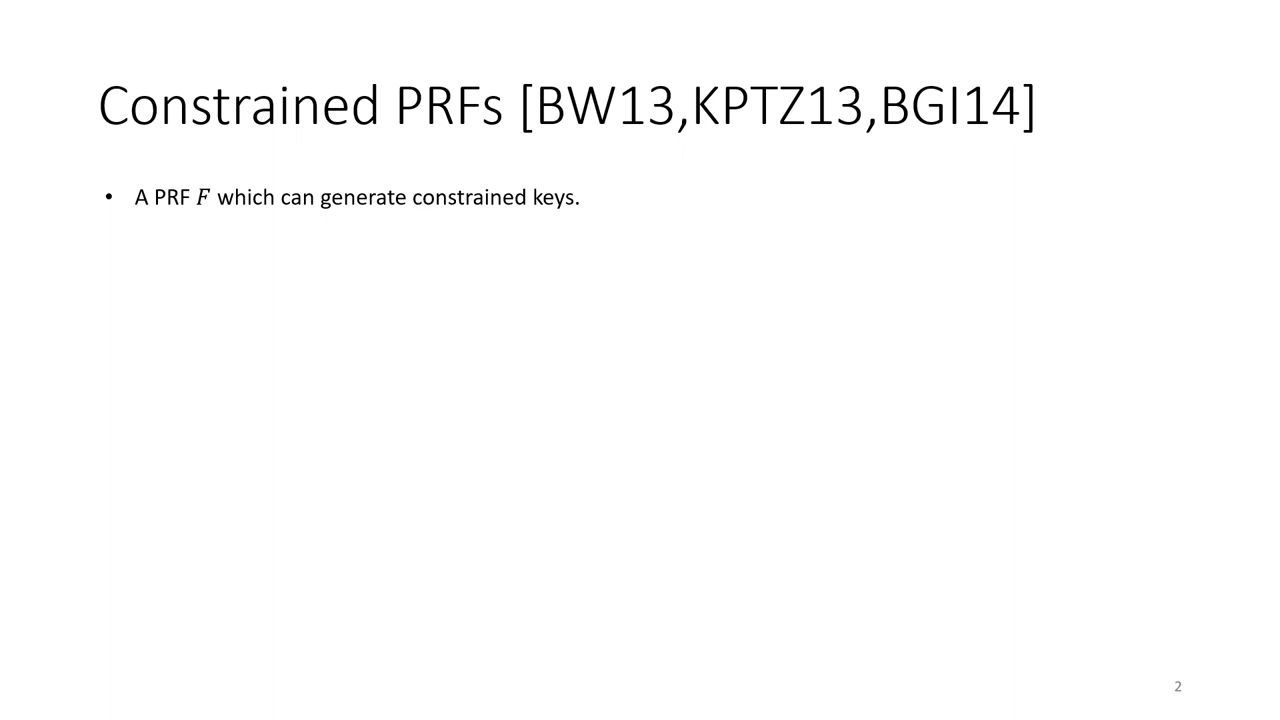 Constrained PRFs [BW13,KPTZ13,BGI14]
• A PRF F which can generate constrained keys.
2